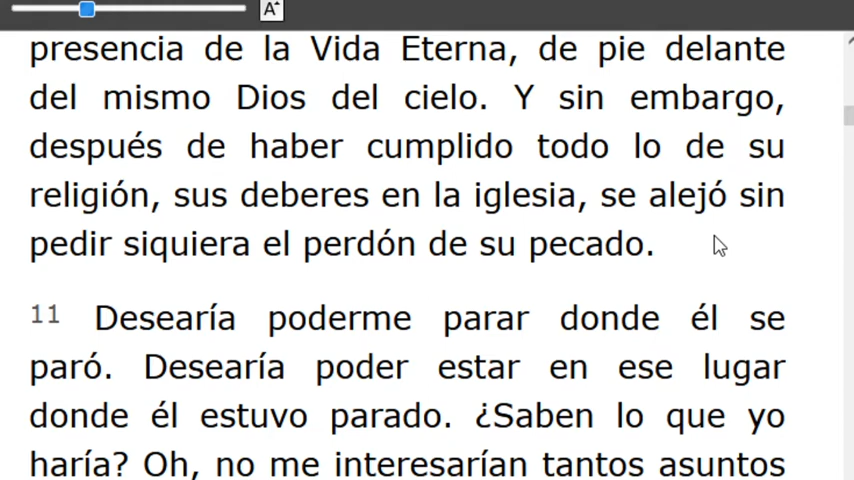 A
presencia de la Vida Eterna, de pie delante
del mismo Dios del cielo. Y sin embargo,
después de haber cumplido todo lo de su
religión, sus deberes en la iglesia, se alejó sin
pedir siquiera el perdón de su pecado.
11 Desearía poderme parar donde él se
paró. Desearía poder estar en ese lugar
donde él estuvo parado. ¿Saben lo que yo
haría? Oh, no me interesarían tantos asuntos